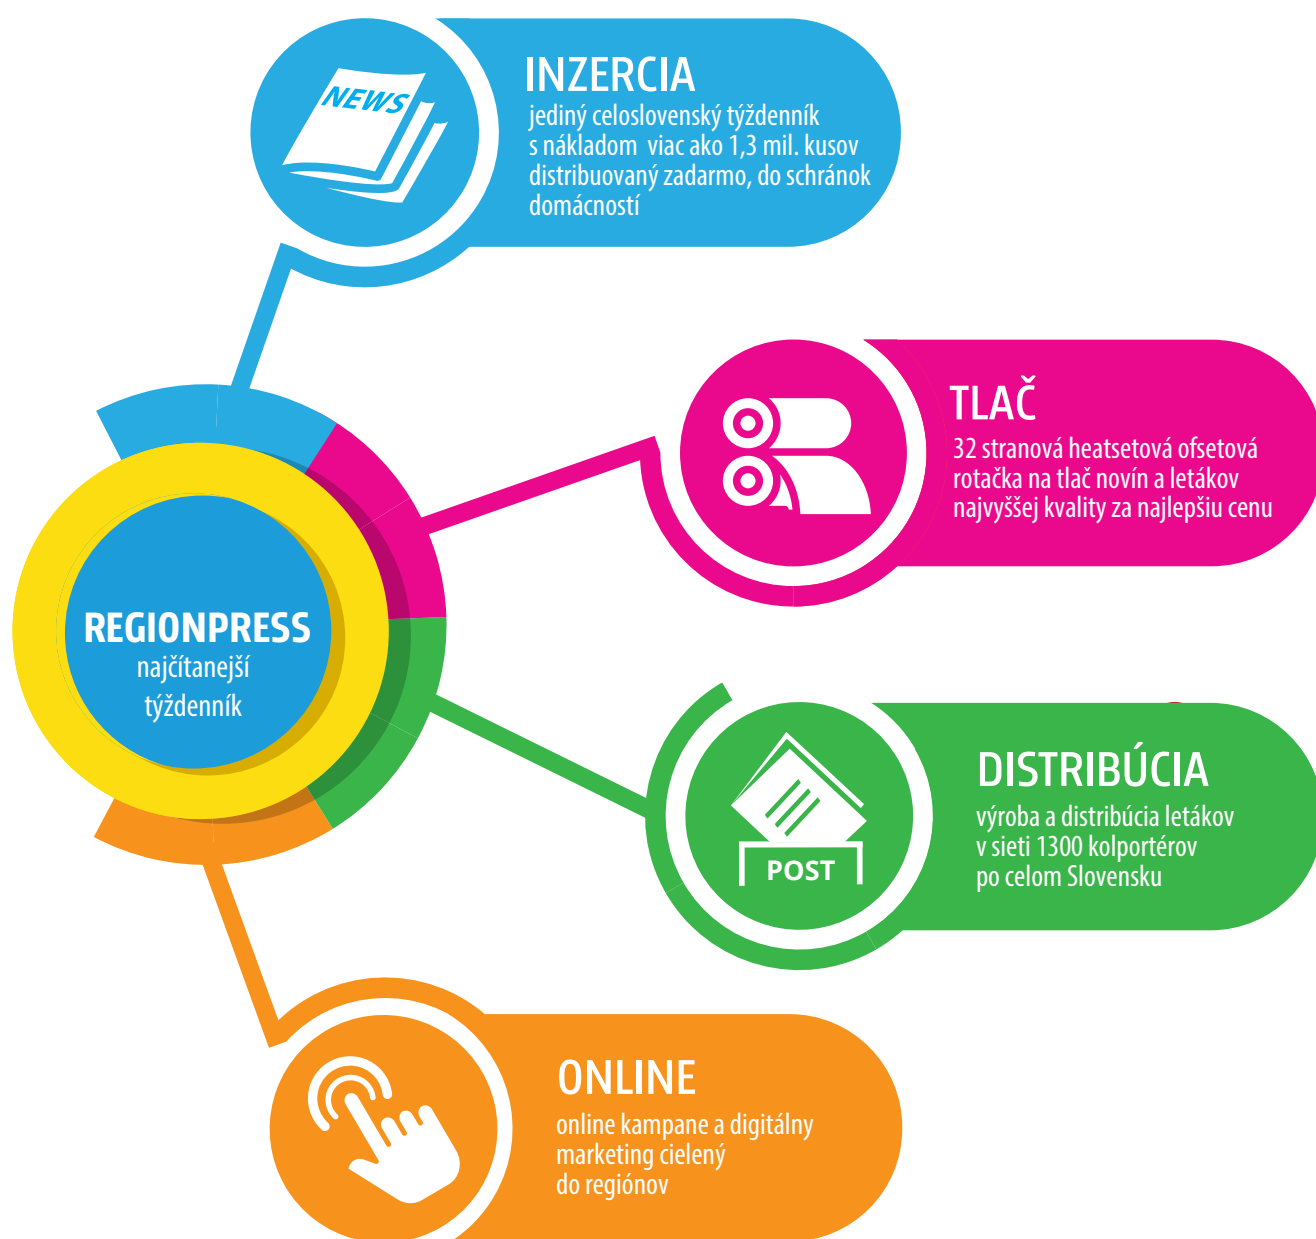 NEWS
INZERCIA
jediný celoslovenský týždenník
s nákladom viac ako 1,3 mil. kusov
distribuovaný zadarmo, do schránok
domácností
TLAČ
32 stranová heatsetová ofsetová
rotačka na tlač novín a letákov
najvyššej kvality za najlepšiu cenu
REGIONPRESS
najčítanejší
týždenník
DISTRIBÚCIA
výroba a distribúcia letákov
v sieti 1300 kolportérov
po celom Slovensku
POST
ONLINE
online kampane a digitálny
marketing cielený
do regiónov